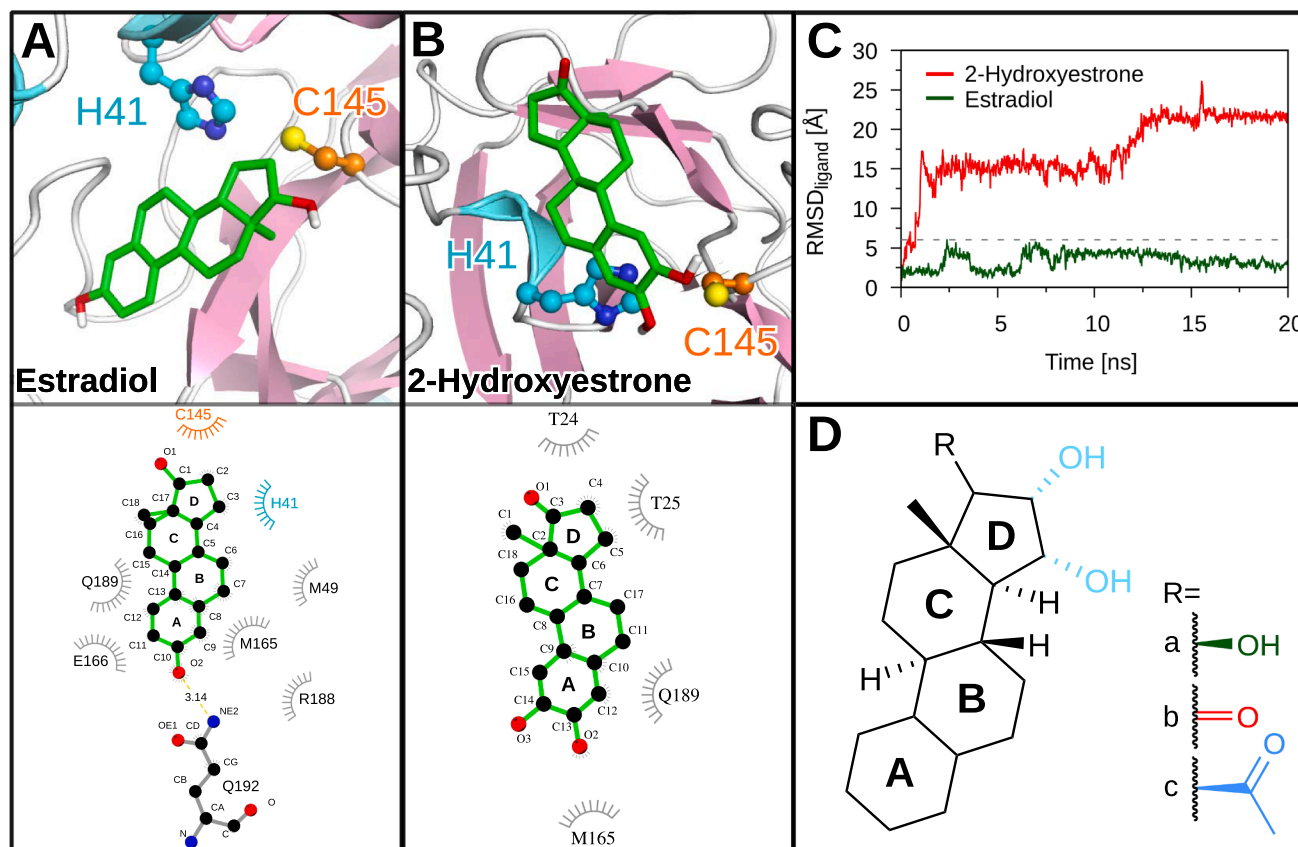 A
H41
C145
Estradiol
B
H41
C145
2-Hydroxyestrone
C
30
25
20
15
10
5
0
RMSDligand [Å]
2-Hydroxyestrone
Estradiol
0
5
10
15
20
Time [ns]
C145
O1
C1
C2
C17
D
C3
H41
C18
C4
C16
C
C5
C6
C15
C14
B
Q189
C7
M49
C13
C8
C12
A
M165
C11
C9
E166
C10
O2
3.14
R188
NE2
OE1
CD
CG
CB
Q192
CA
O
C
N
T24
C4
O1
C3
T25
C1
D
C2
C5
C18
C6
C
C7
C16
C17
C8
B
C11
C9
C10
C15
A
Q189
C14
C12
C13
O3
O2
M165
D
R
OH
D
OH
C
H
H
H
B
A
R=
a
OH
b
O
O
c